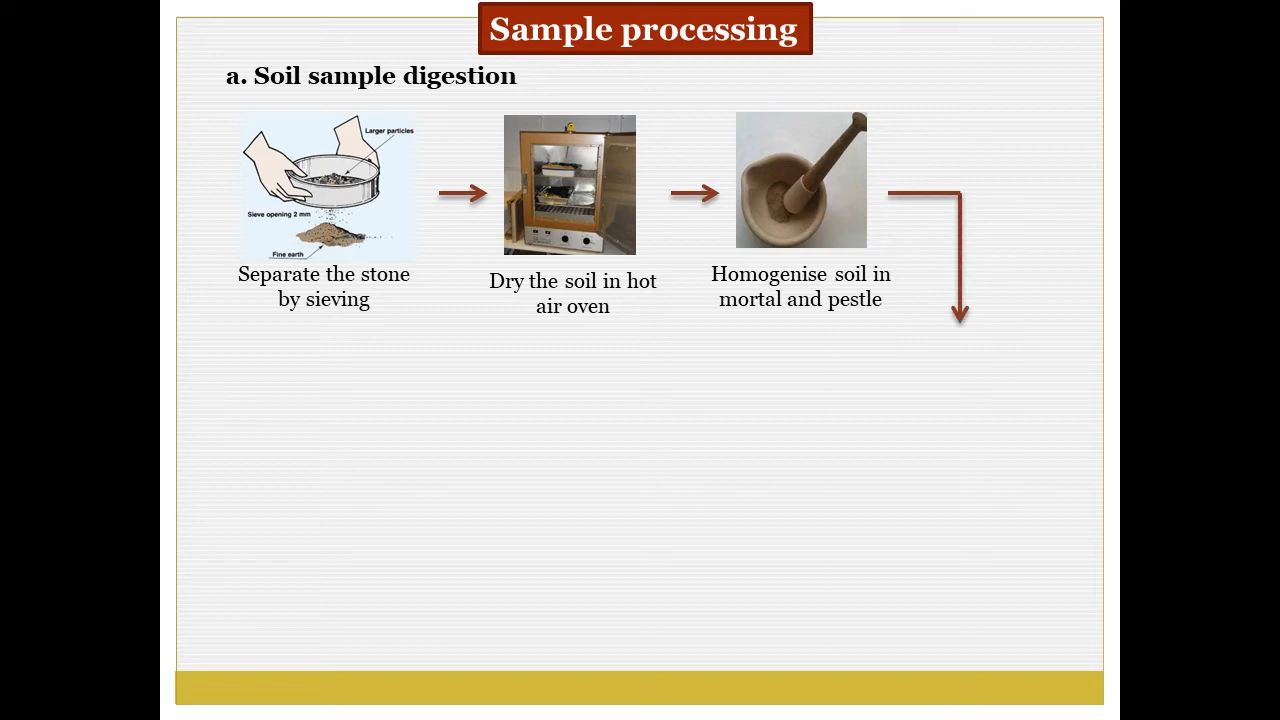 Sample processing
a. Soil sample digestion
Larger particles
Sieve opening 2 mm
Fine earth
Separate the stone
by sieving
Dry the soil in hot
air oven
Homogenise soil in
mortal and pestle